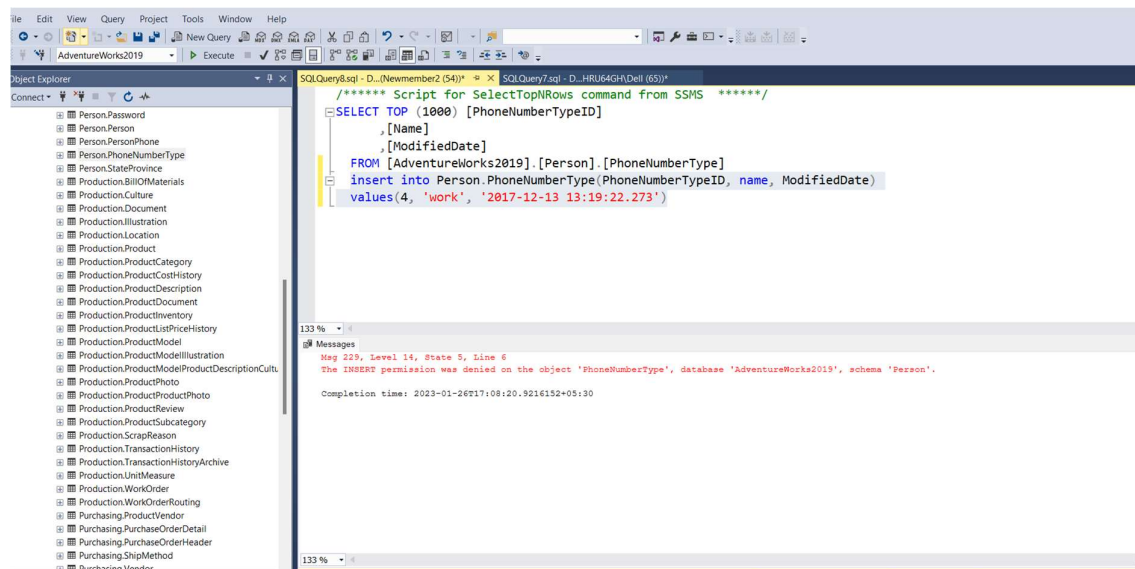 ile Edit View Query Project Tools Window Help
New Query
AdventureWorks2019 Execute
Object Explorer
Connect
Person.Password
Person.Person
Person.PersonPhone
Person.PhoneNumberType
Person.StateProvince
Production.BillOfMaterials
Production.Culture
Production.Document
Production.Illustration
Production.Location
Production.Product
Production.ProductCategory
Production.ProductCostHistory
Production.ProductDescription
Production.ProductDocument
Production.ProductInventory
Production.ProductListPriceHistory
Production.ProductModel
Production.ProductModelIllustration
Production.ProductModelProductDescriptionCultu
Production.ProductPhoto
Production.ProductProductPhoto
Production.ProductReview
Production.ProductSubcategory
Production.ScrapReason
Production.TransactionHistory
Production.TransactionHistoryArchive
Production.UnitMeasure
Production.WorkOrder
Production.WorkOrderRouting
Purchasing.ProductVendor
Purchasing.PurchaseOrderDetail
Purchasing.PurchaseOrderHeader
Purchasing.ShipMethod
Purchasing.Vendor
SQLQuery8.sql - D...(Newmember2 (54))* SQLQuery7.sql - D...HRU64GH\Dell (65))*
/****** Script for SelectTopNRows command from SSMS ******/
SELECT TOP (1000) [PhoneNumberTypeID]
,[Name]
,[ModifiedDate]
FROM [AdventureWorks2019].[Person].[PhoneNumberType]
insert into Person.PhoneNumberType(PhoneNumberTypeID, name, ModifiedDate)
values(4, 'work', '2017-12-13 13:19:22.273')
133 %
Messages
Msg 229, Level 14, State 5, Line 6
The INSERT permission was denied on the object 'PhoneNumberType', database 'AdventureWorks2019', schema 'Person'.
Completion time: 2023-01-26T17:08:20.9216152+05:30
133 %